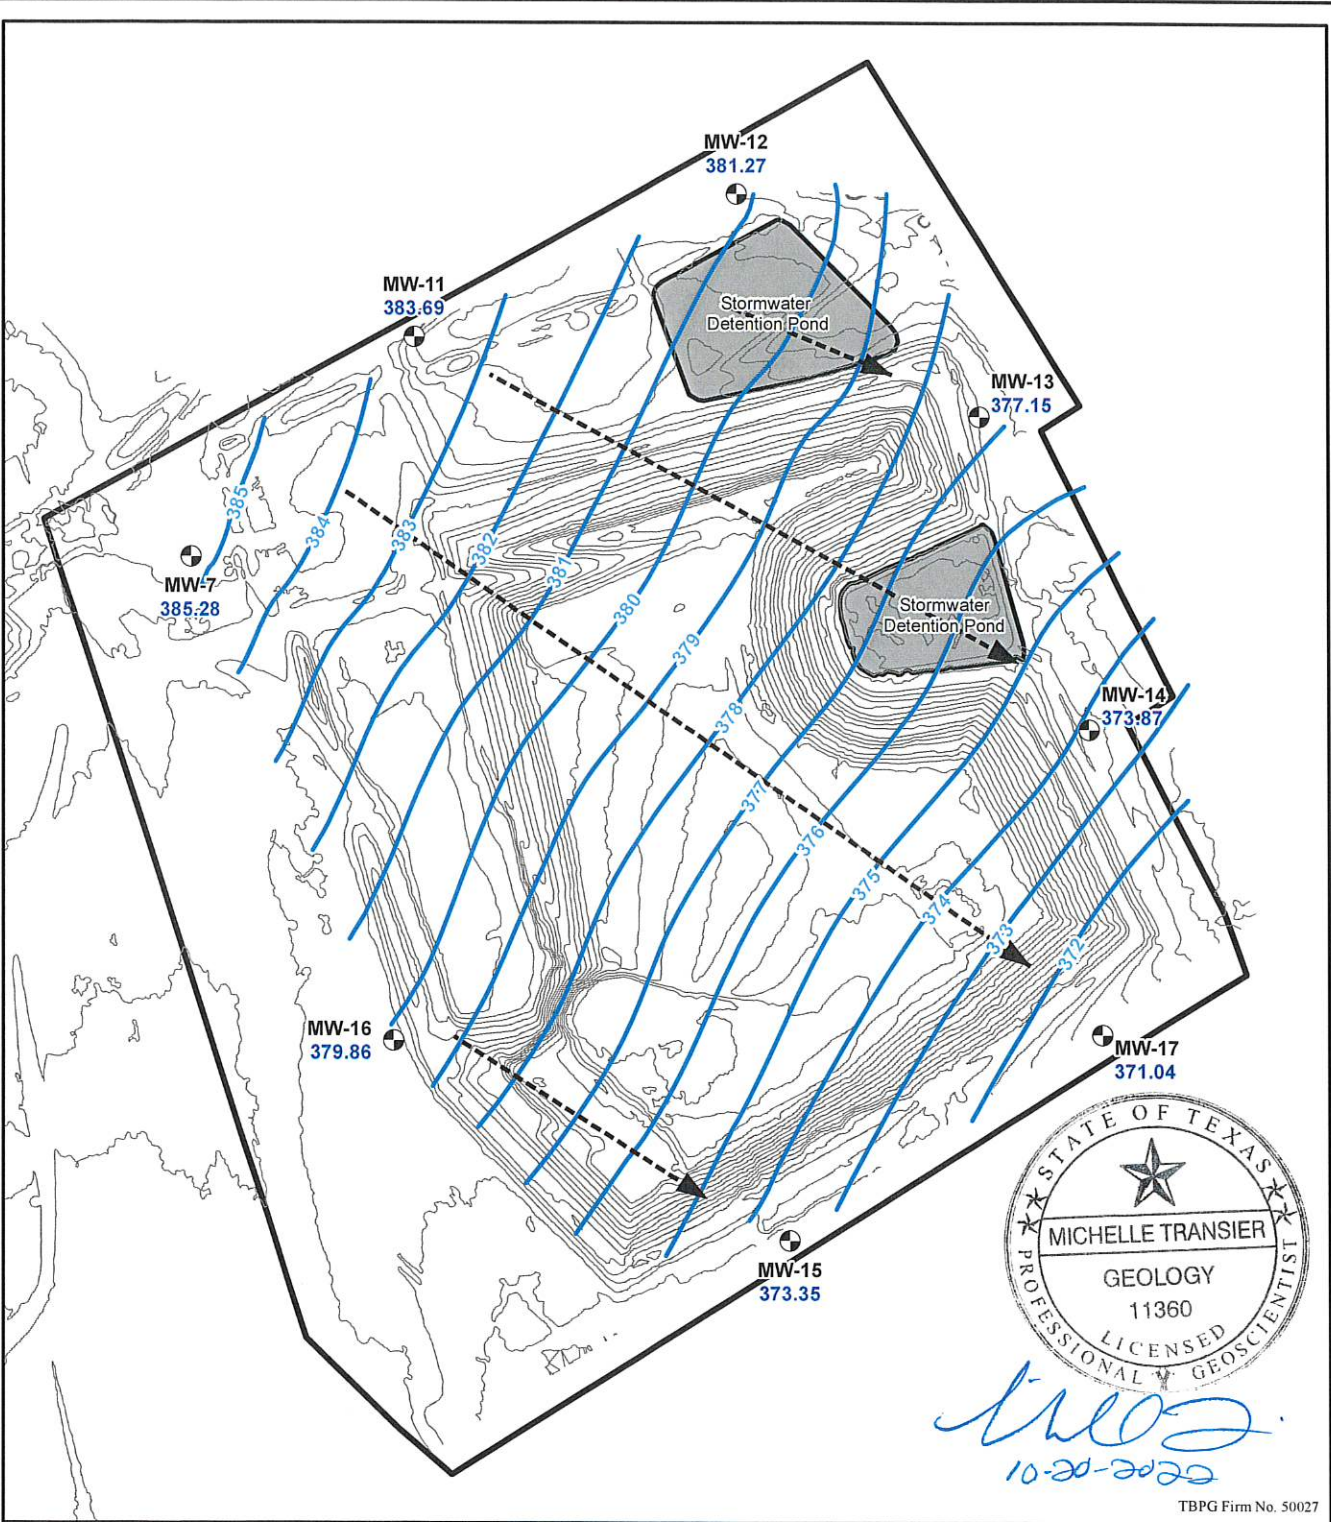 MW-12
381.27
MW-11
383.69
Stormwater
Detention Pond
MW-13
377.15
385
384
383
382
381
380
379
378
377
376
375
374
373
372
MW-7
385.28
Stormwater
Detention Pond
MW-14
373.87
MW-16
379.86
MW-17
371.04
MW-15
373.35
STATE OF TEXAS
MICHELLE TRANSIER
GEOLOGY
11360
LICENSED
PROFESSIONAL GEOSCIENTIST
10-20-2022
TBPG Firm No. 50027